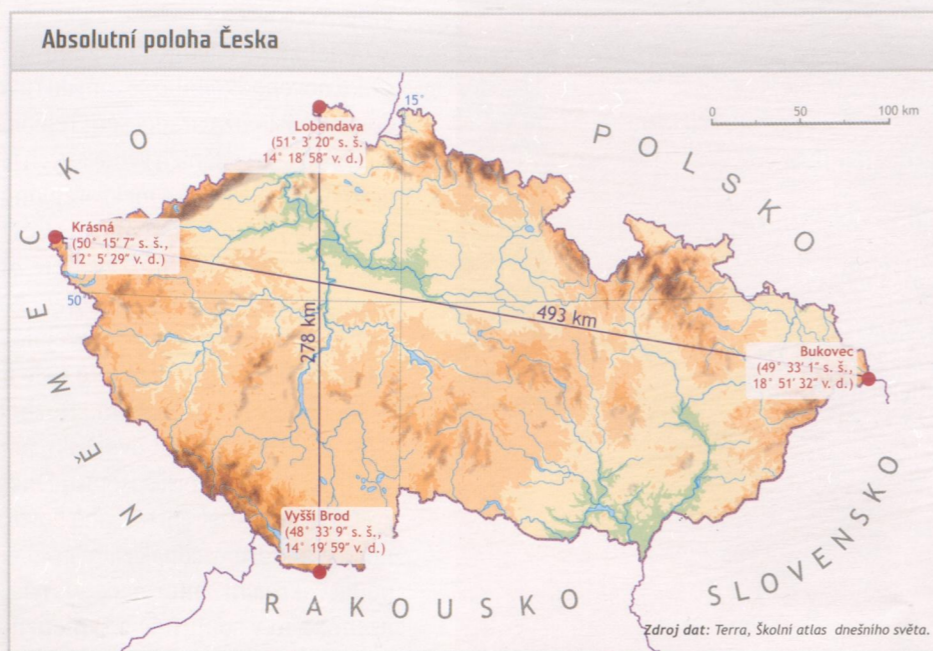 Absolutní poloha Česka
15°
0 50 100 km
Lobendava
(51° 3' 20" s. š.
14° 18' 58" v. d.)
POLSKO
NĚMECKO
Krásná
(50° 15' 7" s. š.,
12° 5' 29" v. d.)
50°
278 km
493 km
Bukovec
(49° 33' 1" s. š.,
18° 51' 32" v. d.)
Vyšší Brod
(48° 33' 9" s. š.,
14° 19' 59" v. d.)
RAKOUSKO
SLOVENSKO
Zdroj dat: Terra, Školní atlas dnešního světa.